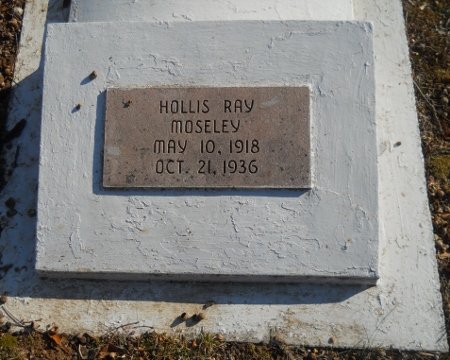 HOLLIS RAY
MOSELEY
MAY 10, 1918
OCT. 21, 1936